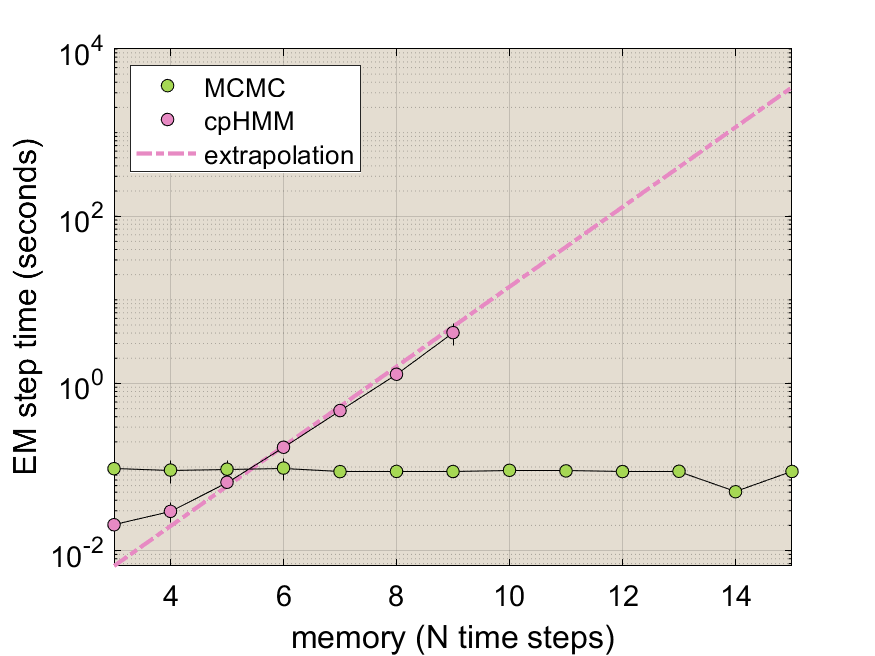 10^4
10^2
10^0
10^-2
EM step time (seconds)
MCMC
cpHMM
extrapolation
4 6 8 10 12 14
memory (N time steps)